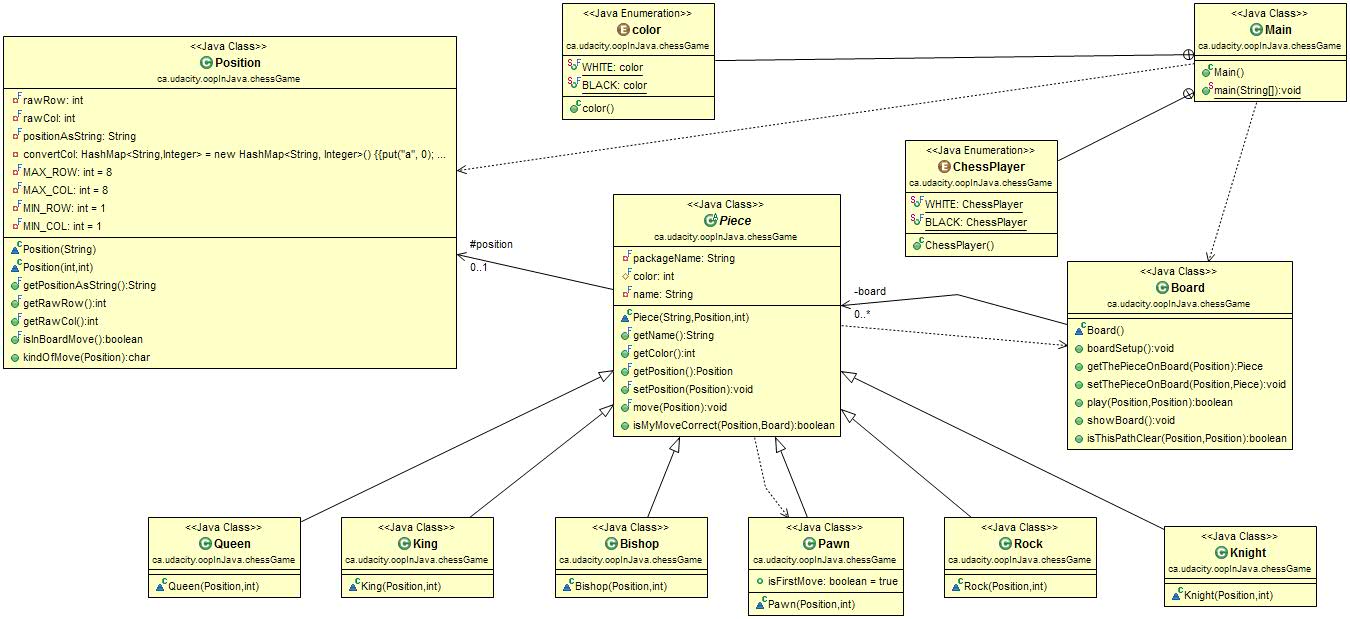 <<Java Class>>
Position
ca.udacity.oopInJava.chessGame
rawRow: int
rawCol: int
positionAsString: String
convertCol: HashMap<String,Integer> = new HashMap<String, Integer>() {{put("a", 0); ...
MAX_ROW: int = 8
MAX_COL: int = 8
MIN_ROW: int = 1
MIN_COL: int = 1
Position(String)
Position(int,int)
getPositionAsString():String
getRawRow():int
getRawCol():int
isInBoardMove():boolean
kindOfMove(Position):char
<<Java Enumeration>>
color
ca.udacity.oopInJava.chessGame
WHITE: color
BLACK: color
color()
<<Java Class>>
Main
ca.udacity.oopInJava.chessGame
Main()
main(String[]):void
<<Java Enumeration>>
ChessPlayer
ca.udacity.oopInJava.chessGame
WHITE: ChessPlayer
BLACK: ChessPlayer
ChessPlayer()
<<Java Class>>
Piece
ca.udacity.oopInJava.chessGame
packageName: String
color: int
name: String
Piece(String,Position,int)
getName():String
getColor():int
getPosition():Position
setPosition(Position):void
move(Position):void
isMyMoveCorrect(Position,Board):boolean
#position
0..1
-board
0..*
<<Java Class>>
Board
ca.udacity.oopInJava.chessGame
Board()
boardSetup():void
getThePieceOnBoard(Position):Piece
setThePieceOnBoard(Position,Piece):void
play(Position,Position):boolean
showBoard():void
isThisPathClear(Position,Position):boolean
<<Java Class>>
Queen
ca.udacity.oopInJava.chessGame
Queen(Position,int)
<<Java Class>>
King
ca.udacity.oopInJava.chessGame
King(Position,int)
<<Java Class>>
Bishop
ca.udacity.oopInJava.chessGame
Bishop(Position,int)
<<Java Class>>
Pawn
ca.udacity.oopInJava.chessGame
isFirstMove: boolean = true
Pawn(Position,int)
<<Java Class>>
Rock
ca.udacity.oopInJava.chessGame
Rock(Position,int)
<<Java Class>>
Knight
ca.udacity.oopInJava.chessGame
Knight(Position,int)